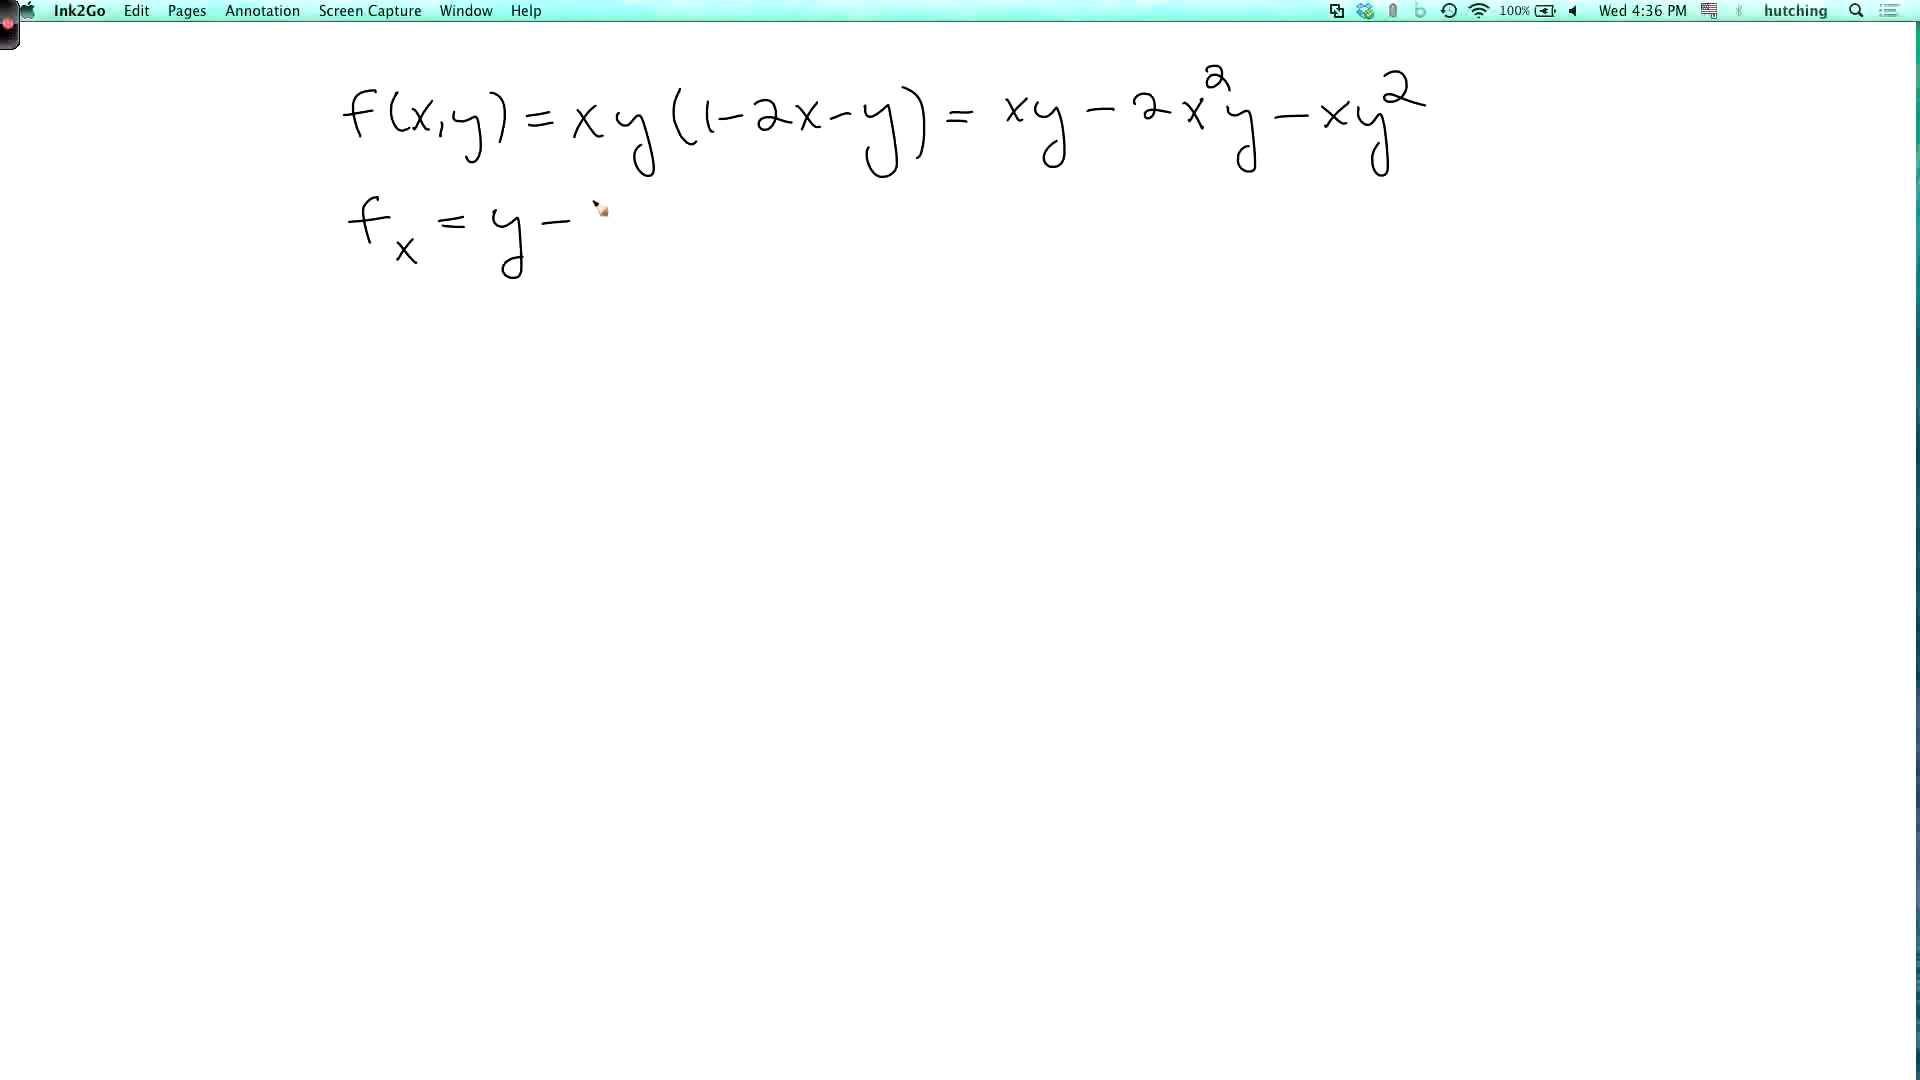 Ink2Go Edit Pages Annotation Screen Capture Window Help 100% Wed 4:36 PM hutching
f(x,y) = xy(1-2x-y) = xy - 2x²y - xy²
fₓ = y -